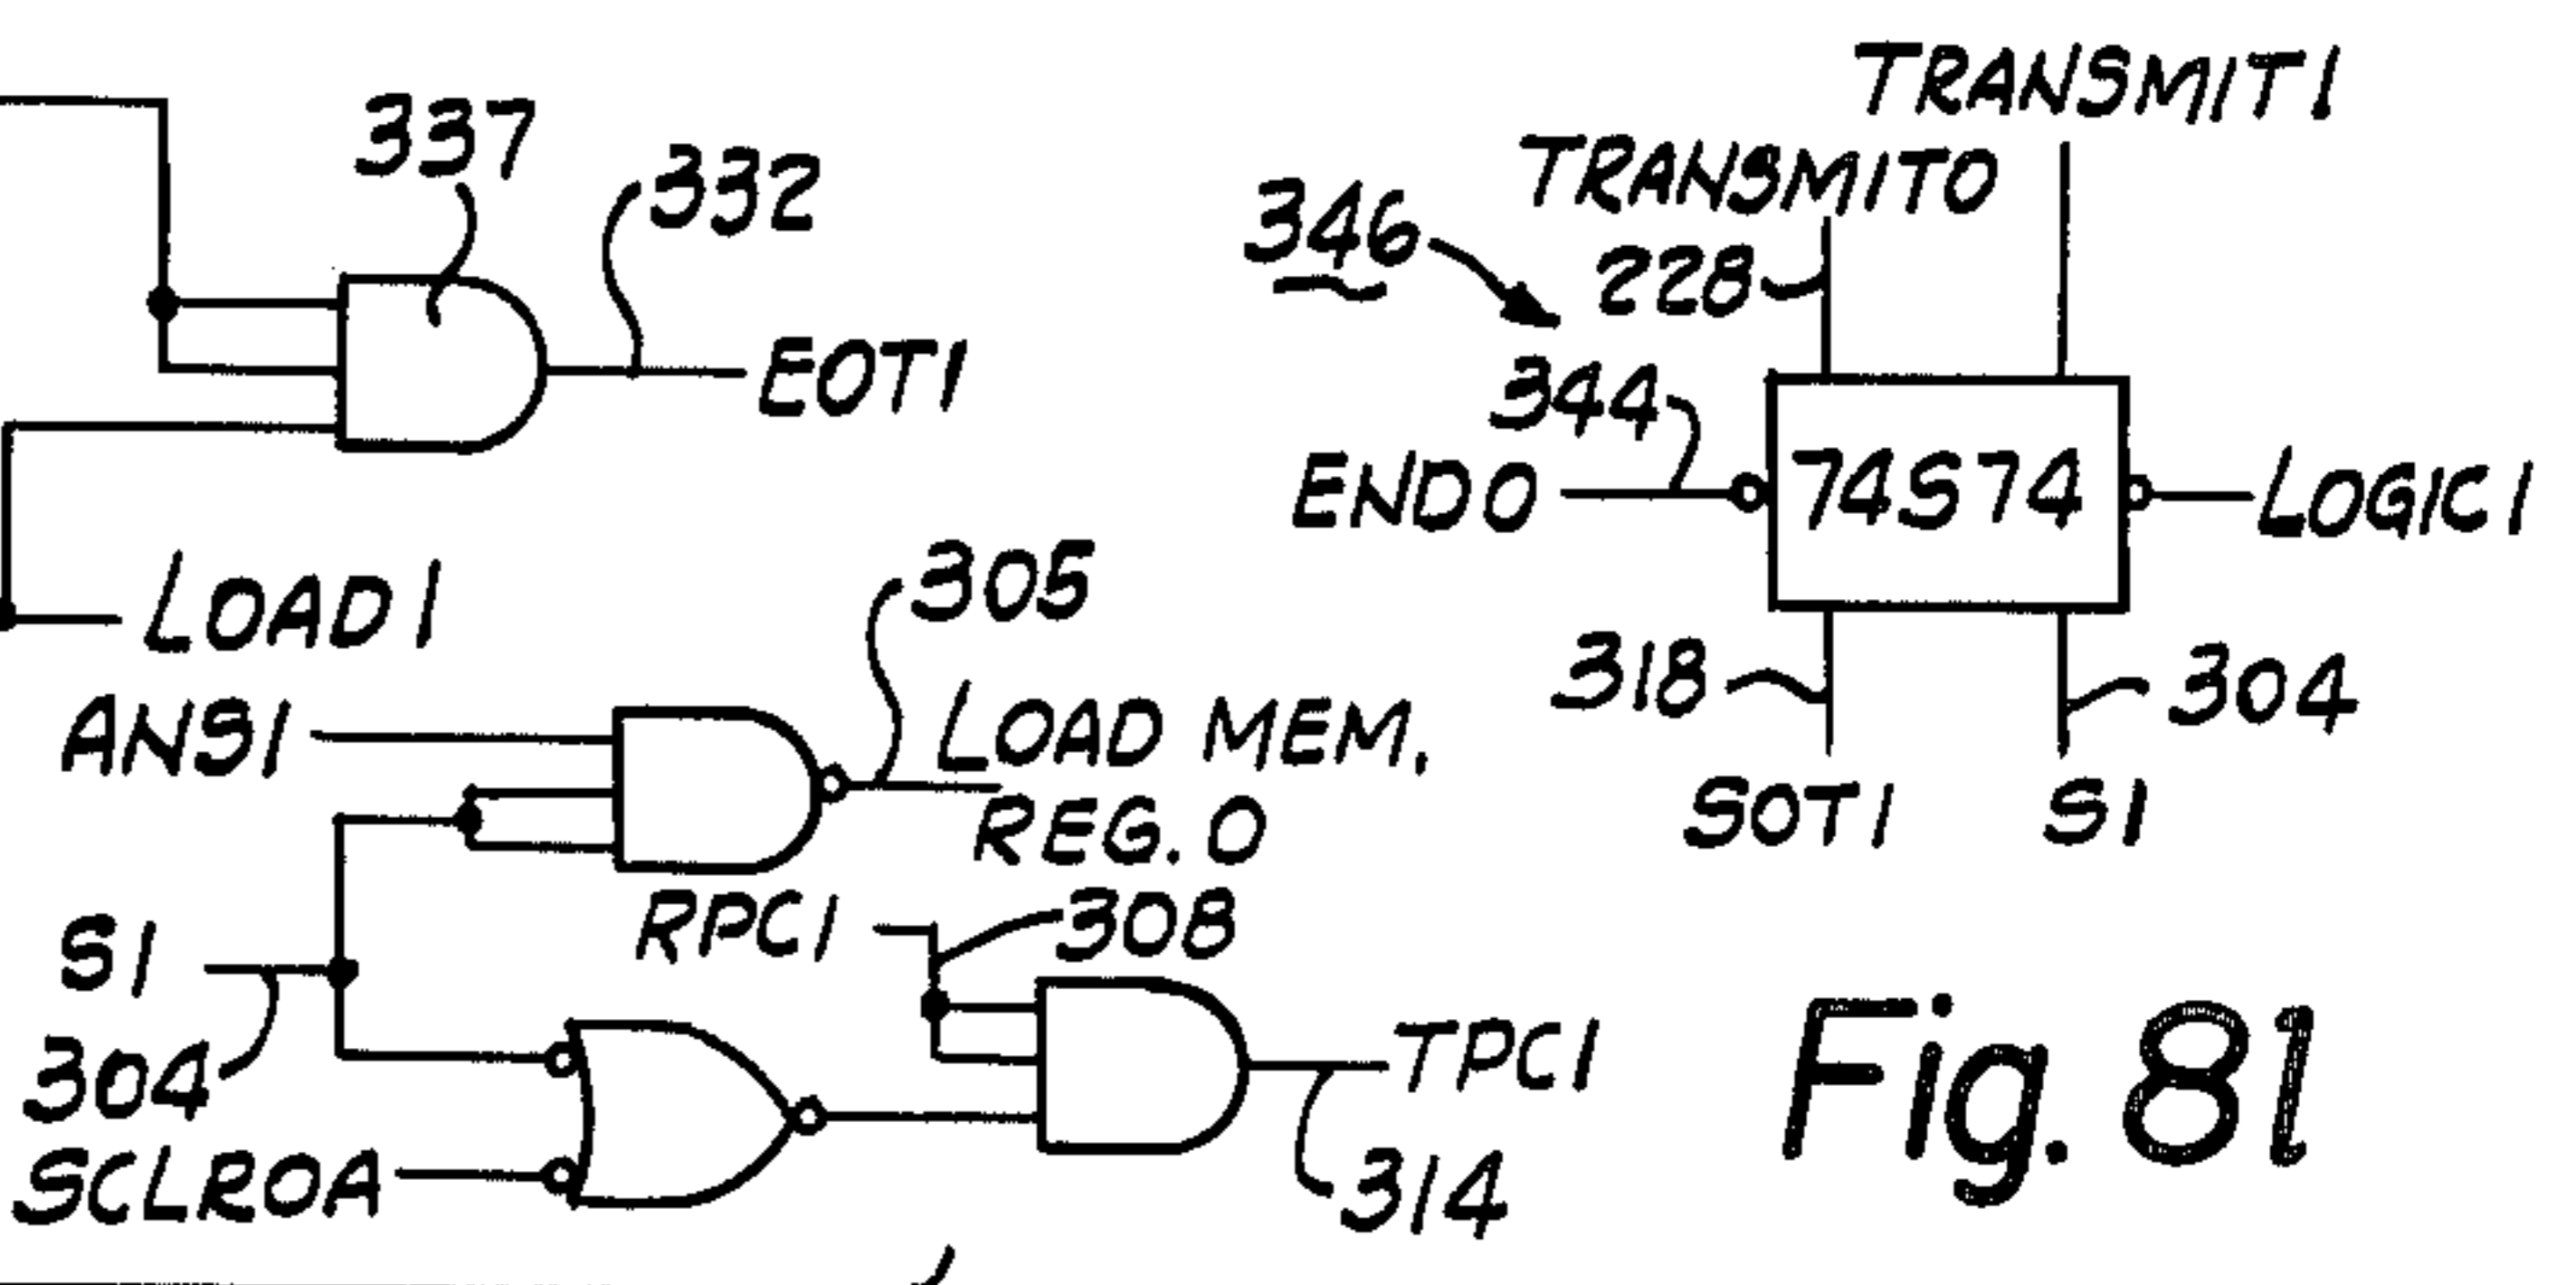 337
332
EOT1
LOAD1
TRANSMIT1
TRANSMIT0
346
228
344
END0
74S74
LOGIC1
318
304
SOT1
S1
305
ANS1
LOAD MEM.
REG. 0
RPC1
308
S1
304
SCLR0A
TPC1
314
Fig. 8l